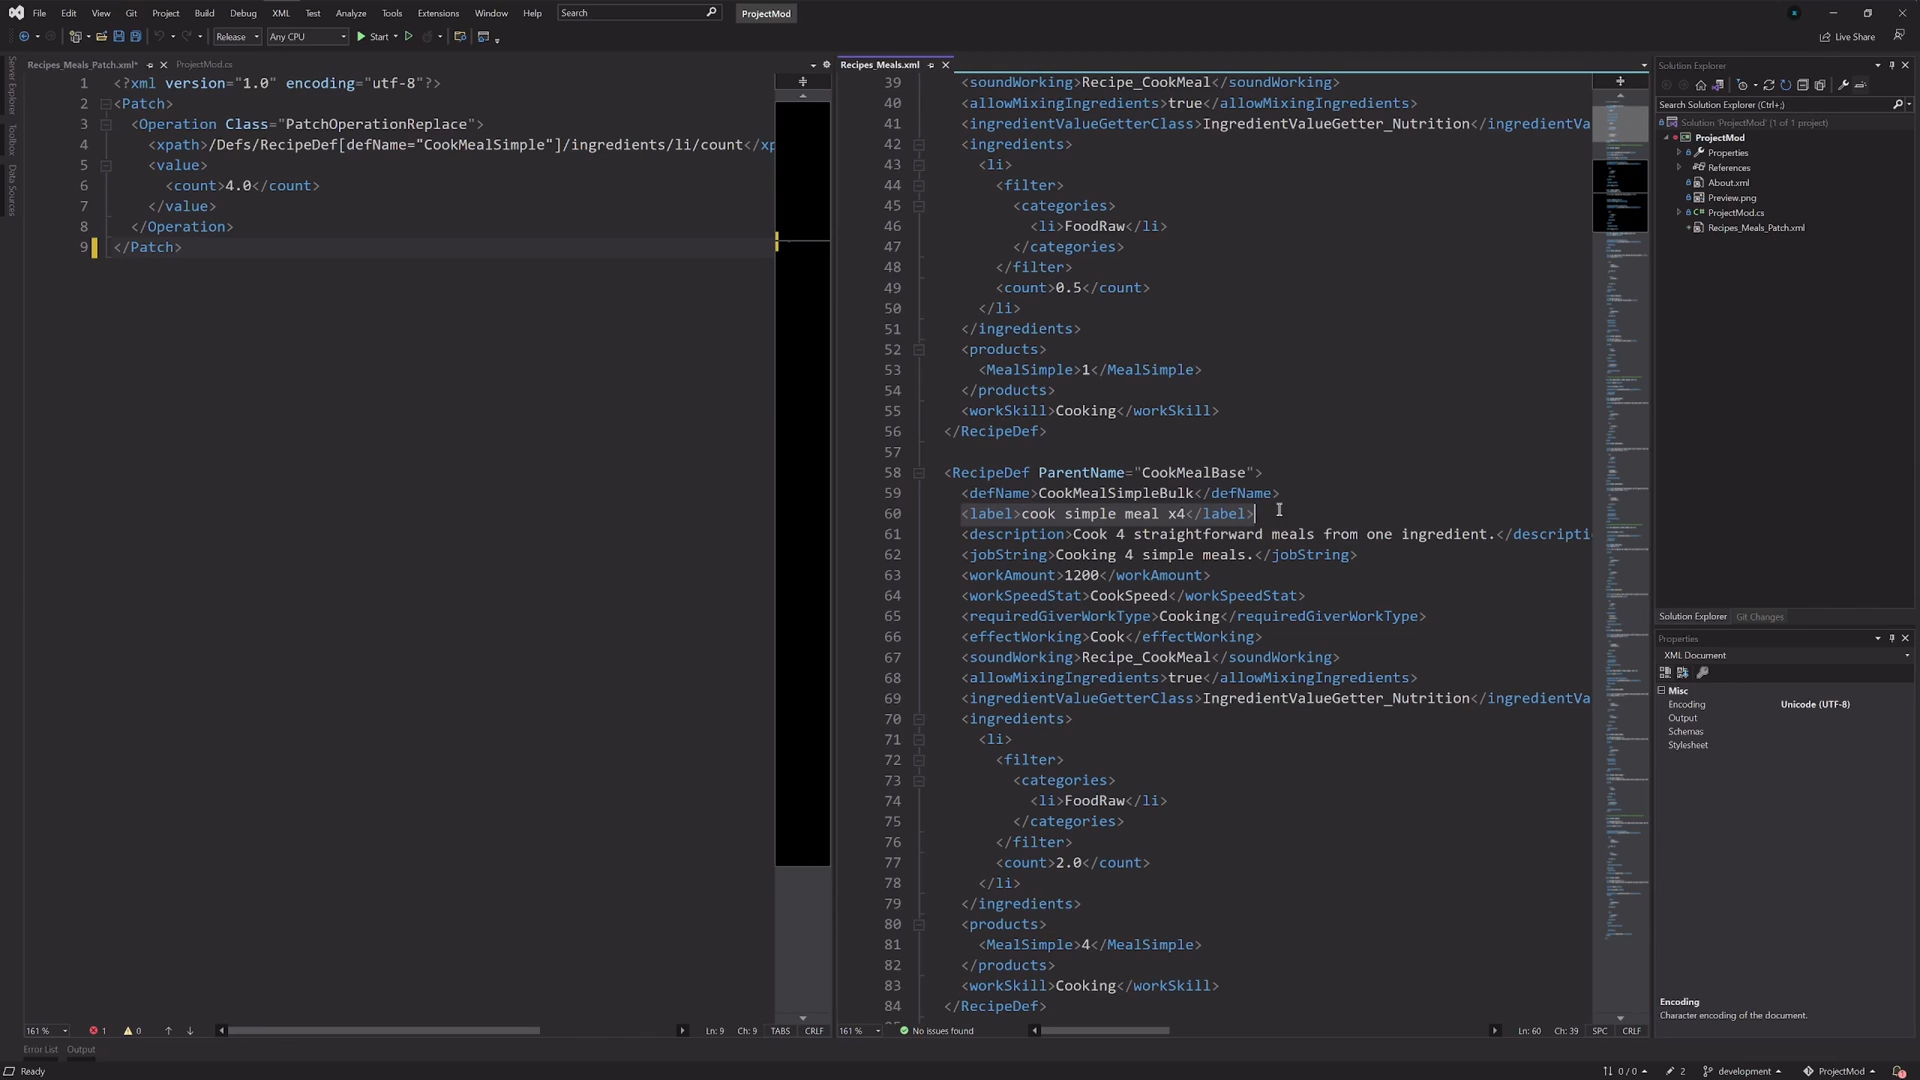 File Edit View Git Project Build Debug XML Test Analyze Tools Extensions Window Help Search ProjectMod
Release Any CPU Start Live Share
Server Explorer
Toolbox
Data Sources
Recipes_Meals_Patch.xml* ProjectMod.cs
1 <?xml version="1.0" encoding="utf-8"?>
2 <Patch>
3 <Operation Class="PatchOperationReplace">
4 <xpath>/Defs/RecipeDef[defName="CookMealSimple"]/ingredients/li/count</xp
5 <value>
6 <count>4.0</count>
7 </value>
8 </Operation>
9 </Patch>
161 % 1 0 Ln: 9 Ch: 9 TABS CRLF
Recipes_Meals.xml
39 <soundWorking>Recipe_CookMeal</soundWorking>
40 <allowMixingIngredients>true</allowMixingIngredients>
41 <ingredientValueGetterClass>IngredientValueGetter_Nutrition</ingredientVa
42 <ingredients>
43 <li>
44 <filter>
45 <categories>
46 <li>FoodRaw</li>
47 </categories>
48 </filter>
49 <count>0.5</count>
50 </li>
51 </ingredients>
52 <products>
53 <MealSimple>1</MealSimple>
54 </products>
55 <workSkill>Cooking</workSkill>
56 </RecipeDef>
57
58 <RecipeDef ParentName="CookMealBase">
59 <defName>CookMealSimpleBulk</defName>
60 <label>cook simple meal x4</label>
61 <description>Cook 4 straightforward meals from one ingredient.</descripti
62 <jobString>Cooking 4 simple meals.</jobString>
63 <workAmount>1200</workAmount>
64 <workSpeedStat>CookSpeed</workSpeedStat>
65 <requiredGiverWorkType>Cooking</requiredGiverWorkType>
66 <effectWorking>Cook</effectWorking>
67 <soundWorking>Recipe_CookMeal</soundWorking>
68 <allowMixingIngredients>true</allowMixingIngredients>
69 <ingredientValueGetterClass>IngredientValueGetter_Nutrition</ingredientVa
70 <ingredients>
71 <li>
72 <filter>
73 <categories>
74 <li>FoodRaw</li>
75 </categories>
76 </filter>
77 <count>2.0</count>
78 </li>
79 </ingredients>
80 <products>
81 <MealSimple>4</MealSimple>
82 </products>
83 <workSkill>Cooking</workSkill>
84 </RecipeDef>
161 % No issues found Ln: 60 Ch: 39 SPC CRLF
Solution Explorer
Search Solution Explorer (Ctrl+;)
Solution 'ProjectMod' (1 of 1 project)
ProjectMod
Properties
References
About.xml
Preview.png
C# ProjectMod.cs
Recipes_Meals_Patch.xml
Solution Explorer Git Changes
Properties
XML Document
Misc
Encoding Unicode (UTF-8)
Output
Schemas
Stylesheet
Encoding
Character encoding of the document.
Error List Output
Ready 0 / 0 2 development ProjectMod